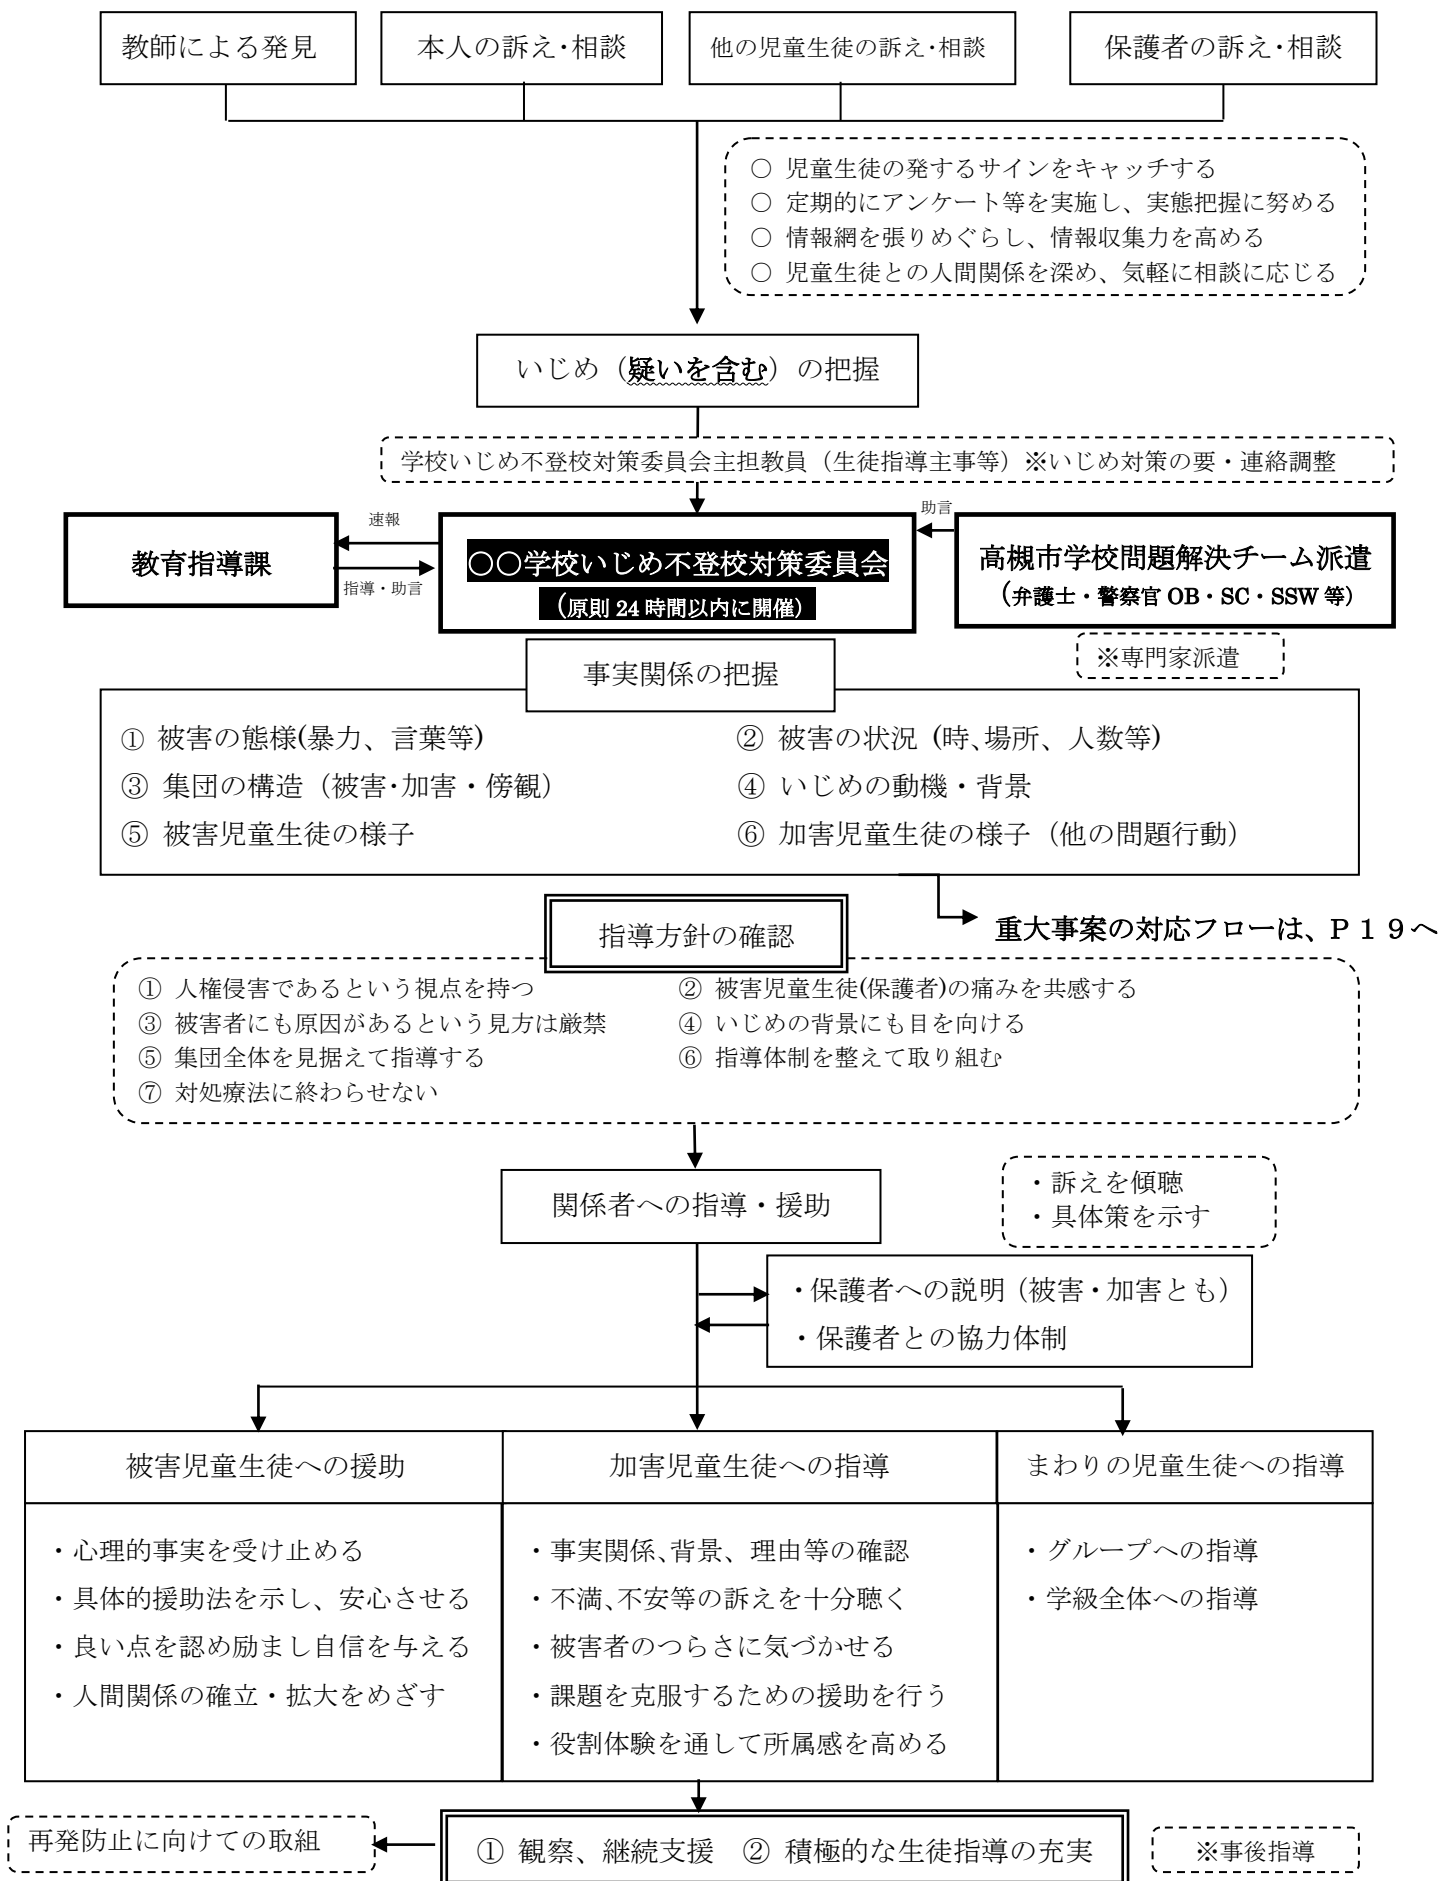 教師による発見
本人の訴え・相談
他の児童生徒の訴え・相談
保護者の訴え・相談
○ 児童生徒の発するサインをキャッチする
○ 定期的にアンケート等を実施し、実態把握に努める
○ 情報網を張りめぐらし、情報収集力を高める
○ 児童生徒との人間関係を深め、気軽に相談に応じる
いじめ（疑いを含む）の把握
学校いじめ不登校対策委員会主担教員（生徒指導主事等）※いじめ対策の要・連絡調整
教育指導課
速報
指導・助言
○○学校いじめ不登校対策委員会
（原則 24 時間以内に開催）
助言
高槻市学校問題解決チーム派遣
（弁護士・警察官 OB・SC・SSW 等）
※専門家派遣
事実関係の把握
① 被害の態様(暴力、言葉等)
② 被害の状況 (時、場所、人数等)
③ 集団の構造（被害・加害・傍観）
④ いじめの動機・背景
⑤ 被害児童生徒の様子
⑥ 加害児童生徒の様子（他の問題行動）
重大事案の対応フローは、Ｐ１９へ
指導方針の確認
① 人権侵害であるという視点を持つ
② 被害児童生徒(保護者)の痛みを共感する
③ 被害者にも原因があるという見方は厳禁
④ いじめの背景にも目を向ける
⑤ 集団全体を見据えて指導する
⑥ 指導体制を整えて取り組む
⑦ 対処療法に終わらせない
関係者への指導・援助
・訴えを傾聴
・具体策を示す
・保護者への説明（被害・加害とも）
・保護者との協力体制
被害児童生徒への援助
・心理的事実を受け止める
・具体的援助法を示し、安心させる
・良い点を認め励まし自信を与える
・人間関係の確立・拡大をめざす
加害児童生徒への指導
・事実関係、背景、理由等の確認
・不満、不安等の訴えを十分聴く
・被害者のつらさに気づかせる
・課題を克服するための援助を行う
・役割体験を通して所属感を高める
まわりの児童生徒への指導
・グループへの指導
・学級全体への指導
再発防止に向けての取組
① 観察、継続支援　② 積極的な生徒指導の充実
※事後指導